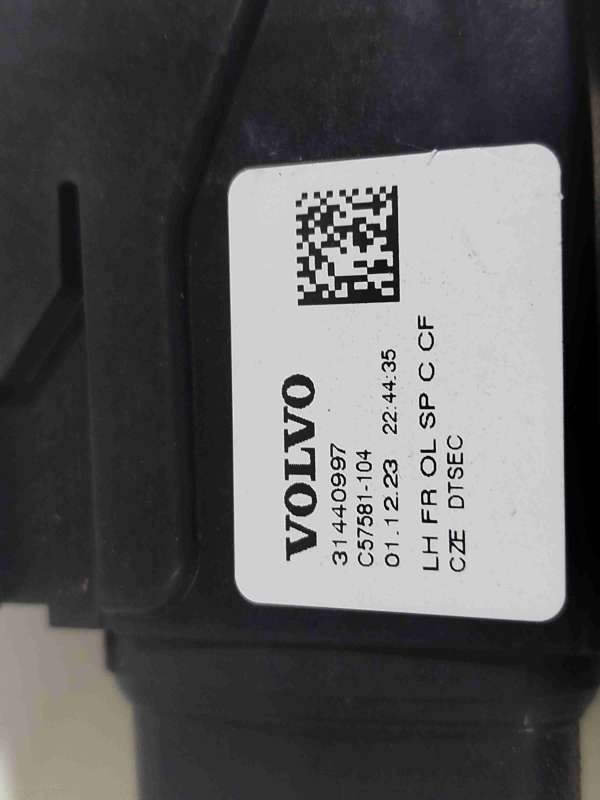 VOLVO
31440997
C57581-104
01.12.23 22:44:35
LH FR OL SP C CF
CZE DTSEC